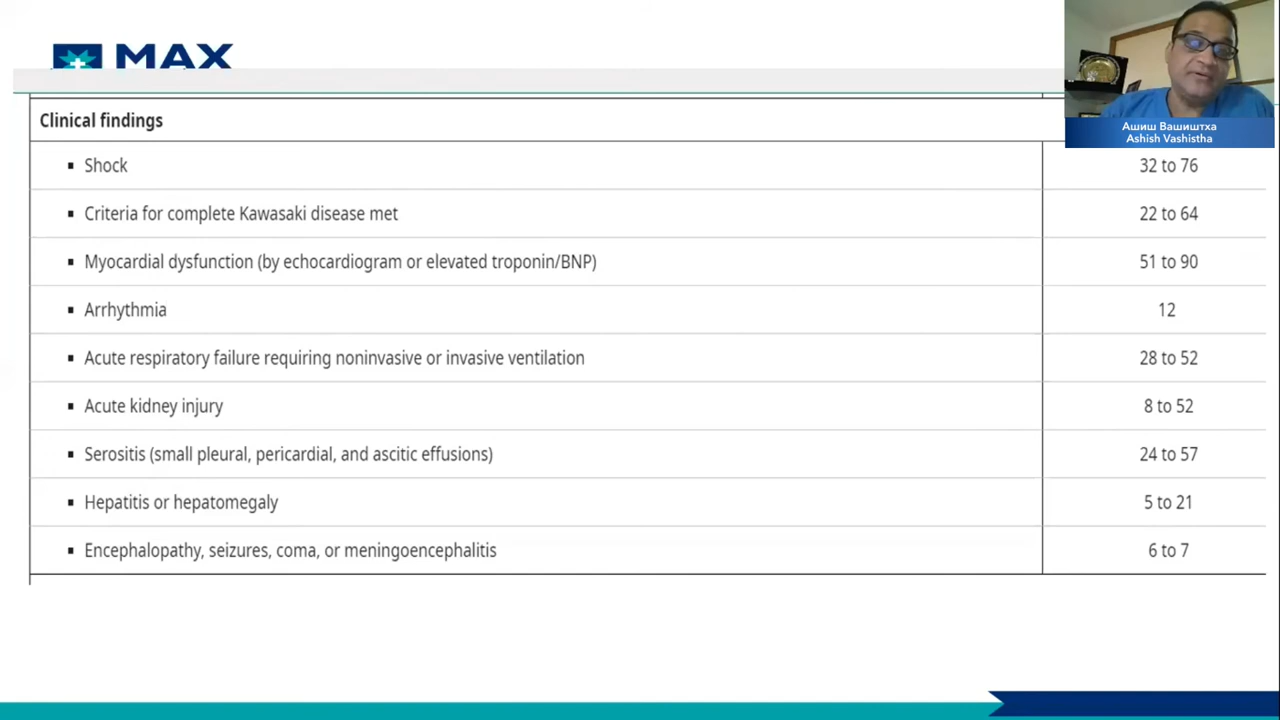 MAX
Ашиш Вашиштха
Ashish Vashistha
Clinical findings
▪ Shock 32 to 76
▪ Criteria for complete Kawasaki disease met 22 to 64
▪ Myocardial dysfunction (by echocardiogram or elevated troponin/BNP) 51 to 90
▪ Arrhythmia 12
▪ Acute respiratory failure requiring noninvasive or invasive ventilation 28 to 52
▪ Acute kidney injury 8 to 52
▪ Serositis (small pleural, pericardial, and ascitic effusions) 24 to 57
▪ Hepatitis or hepatomegaly 5 to 21
▪ Encephalopathy, seizures, coma, or meningoencephalitis 6 to 7